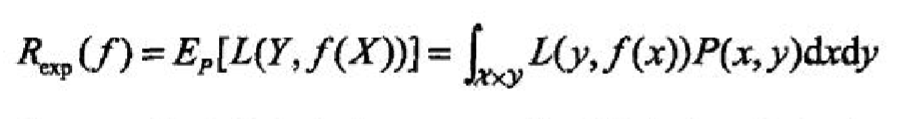 R_exp(f) = E_P[L(Y, f(X))] = ∫_{x×y} L(y, f(x))P(x, y)dxdy